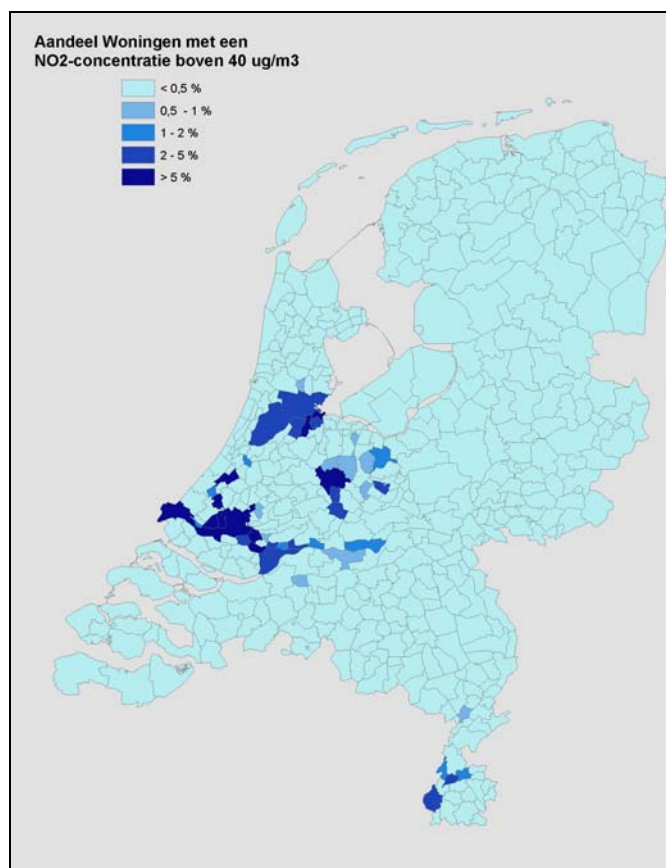 Aandeel Woningen met een
NO2-concentratie boven 40 ug/m3
< 0,5 %
0,5 - 1 %
1 - 2 %
2 - 5 %
> 5 %